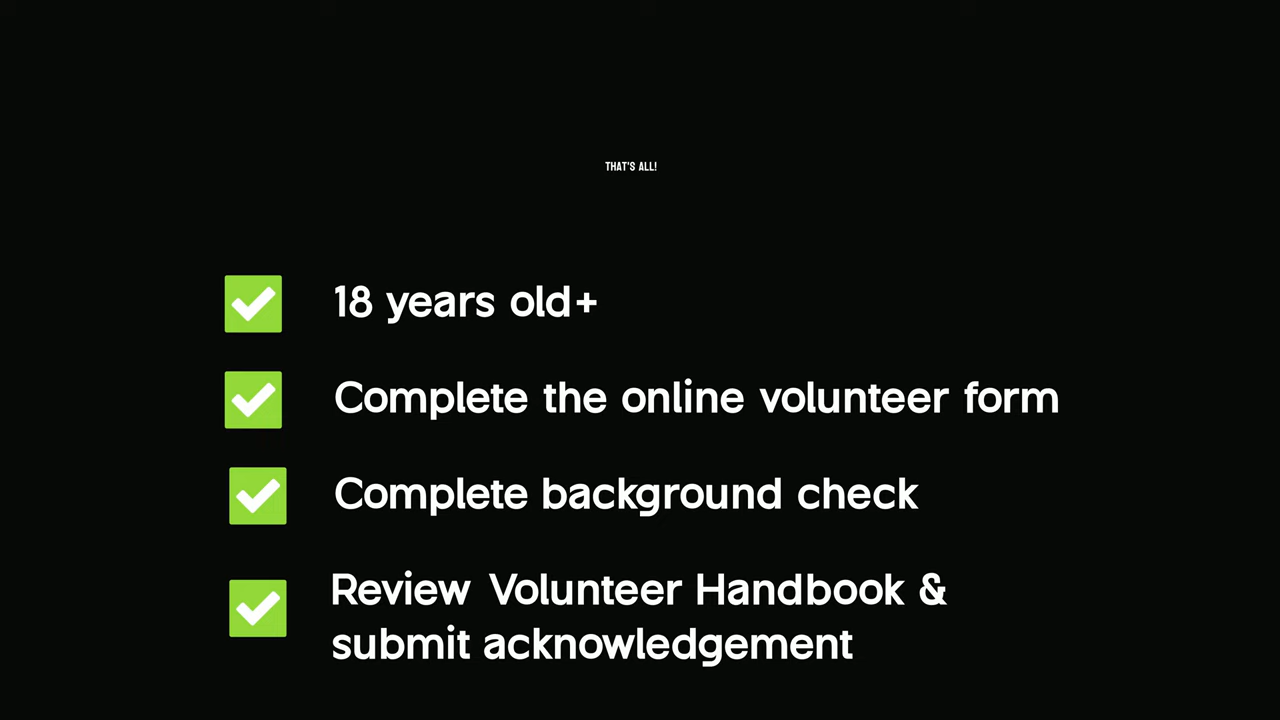 THAT'S ALL!
18 years old+
Complete the online volunteer form
Complete background check
Review Volunteer Handbook &
submit acknowledgement